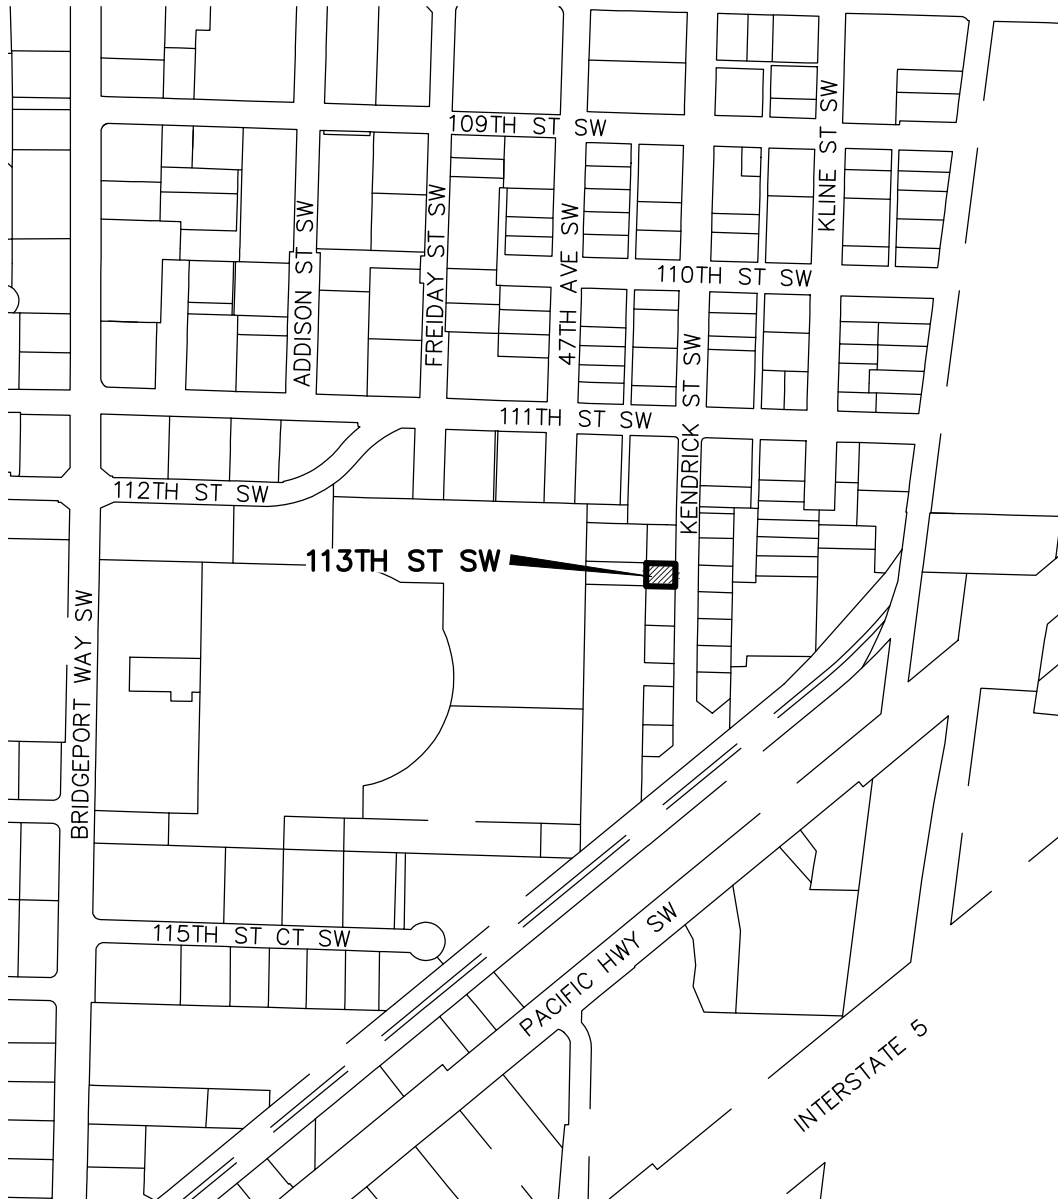 109TH ST SW
KLINE ST SW
ADDISON ST SW
FREIDAY ST SW
47TH AVE SW
110TH ST SW
KENDRICK ST SW
111TH ST SW
112TH ST SW
113TH ST SW
BRIDGEPORT WAY SW
115TH ST CT SW
PACIFIC HWY SW
INTERSTATE 5